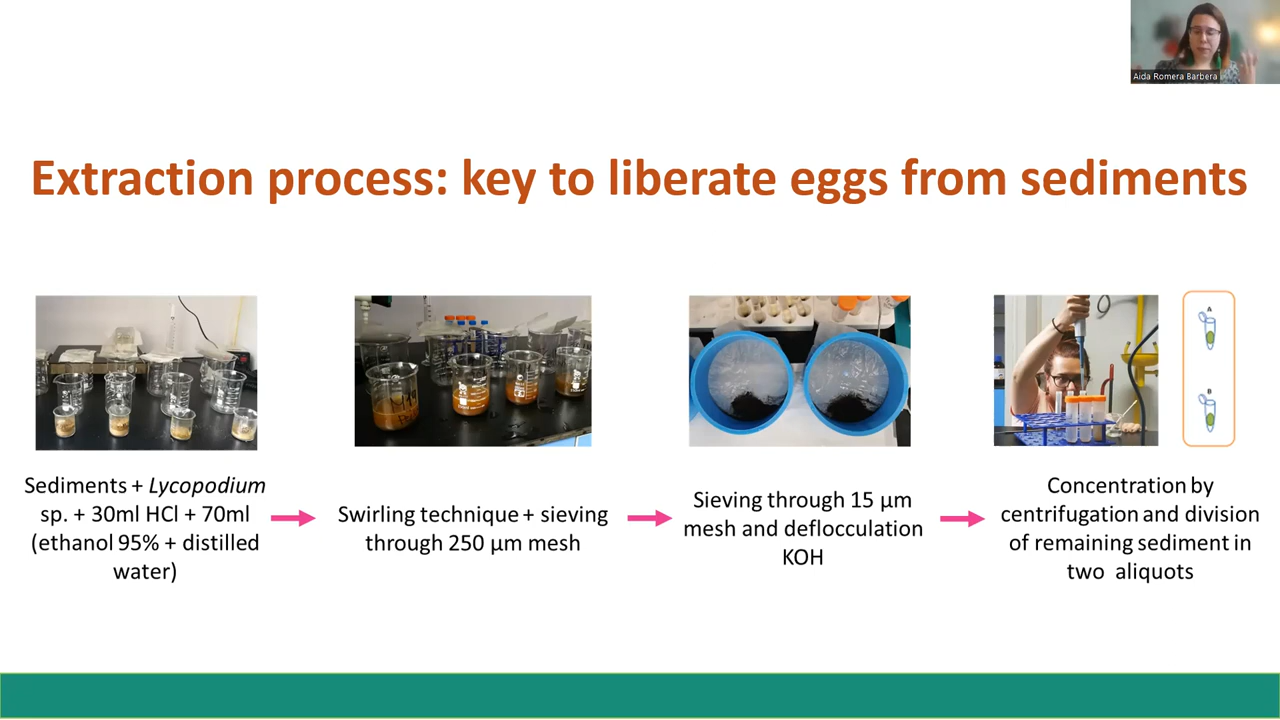 Aida Romera Barbera
Extraction process: key to liberate eggs from sediments
A
B
Sediments + Lycopodium
sp. + 30ml HCl + 70ml
(ethanol 95% + distilled
water)
Swirling technique + sieving
through 250 µm mesh
Sieving through 15 µm
mesh and deflocculation
KOH
Concentration by
centrifugation and division
of remaining sediment in
two aliquots